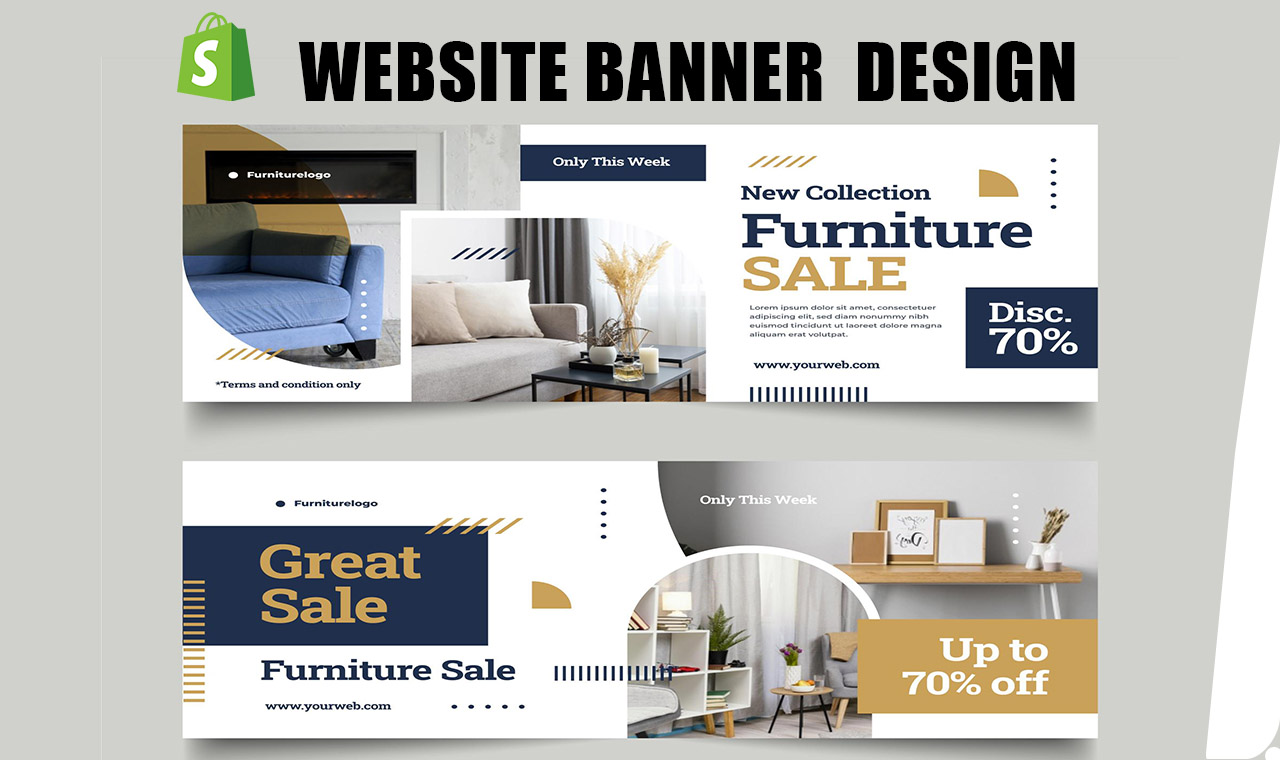 S WEBSITE BANNER DESIGN
Furniturelogo
*Terms and condition only
Only This Week
New Collection
Furniture
SALE
Lorem ipsum dolor sit amet, consectetuer
adipiscing elit, sed diam nonummy nibh
euismod tincidunt ut laoreet dolore magna
aliquam erat volutpat.
www.yourweb.com
Disc.
70%
Furniturelogo
Great
Sale
Furniture Sale
www.yourweb.com
Only This Week
Up to
70% off